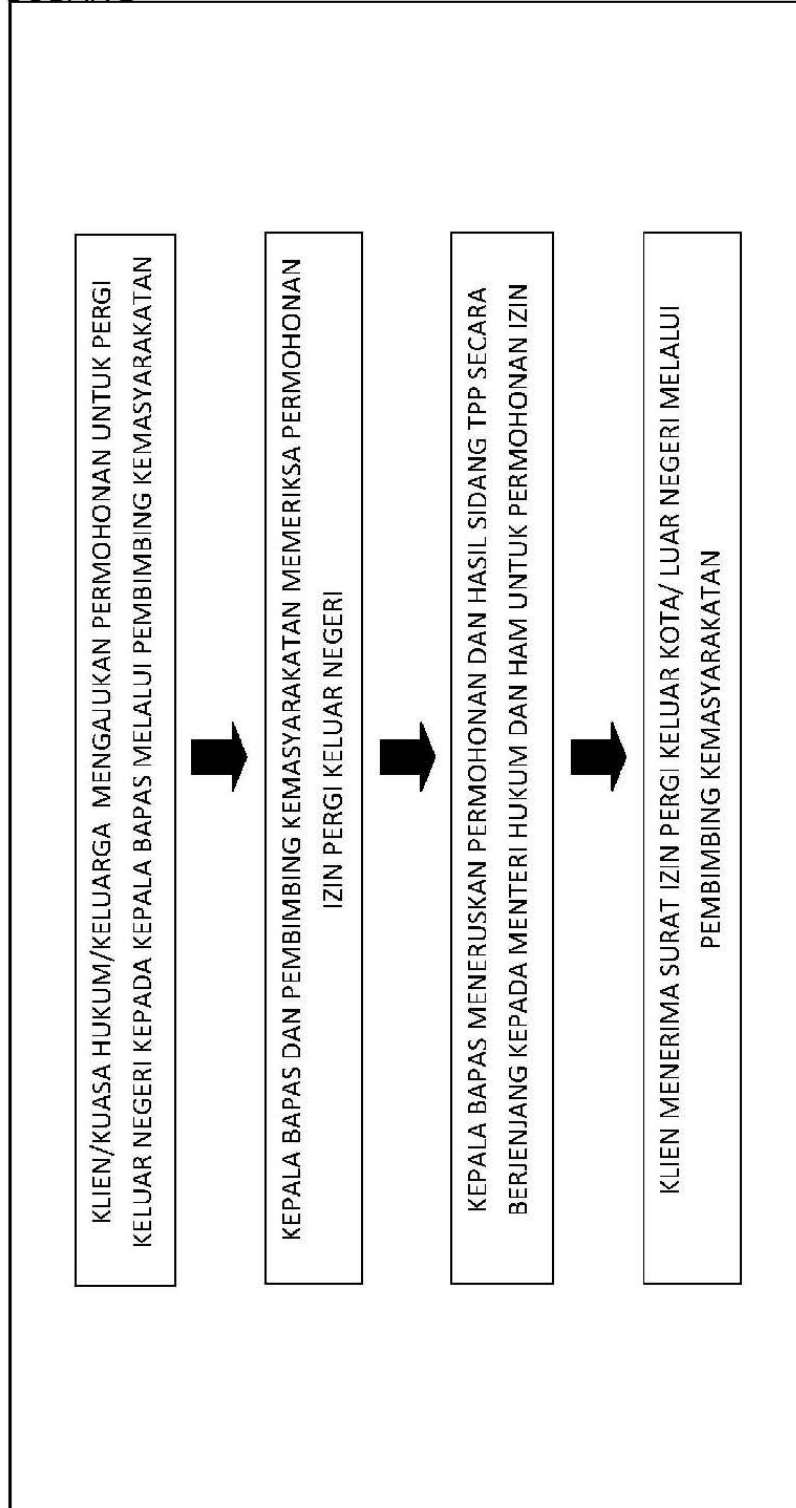 KLIEN/KUASA HUKUM/KELUARGA MENGAJUKAN PERMOHONAN UNTUK PERGI
KELUAR NEGERI KEPADA KEPALA BAPAS MELALUI PEMBIMBING KEMASYARAKATAN
KEPALA BAPAS DAN PEMBIMBING KEMASYARAKATAN MEMERIKSA PERMOHONAN
IZIN PERGI KELUAR NEGERI
KEPALA BAPAS MENERUSKAN PERMOHONAN DAN HASIL SIDANG TPP SECARA
BERJENJANG KEPADA MENTERI HUKUM DAN HAM UNTUK PERMOHONAN IZIN
KLIEN MENERIMA SURAT IZIN PERGI KELUAR KOTA/ LUAR NEGERI MELALUI
PEMBIMBING KEMASYARAKATAN